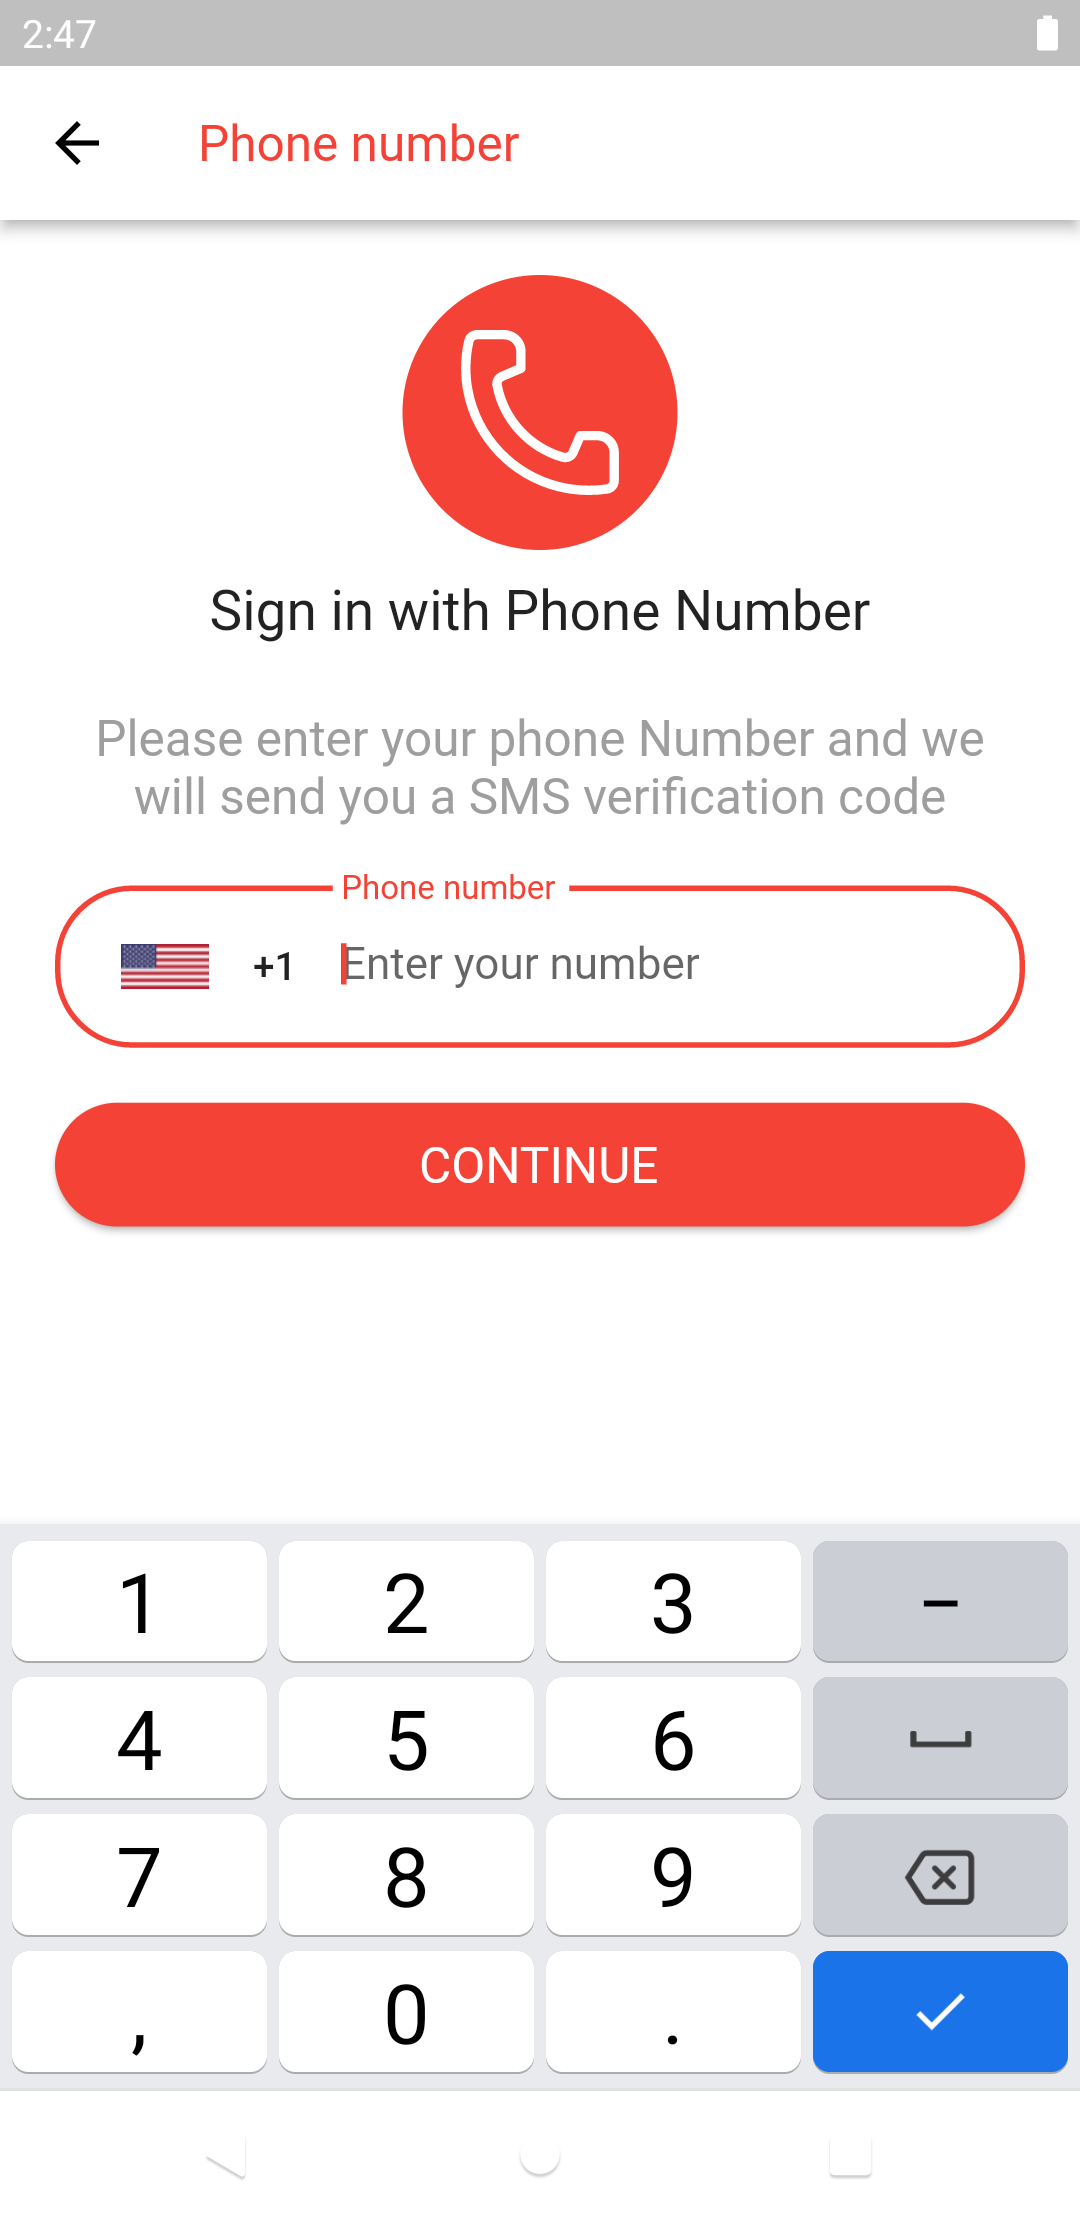 2:47
Phone number
Sign in with Phone Number
Please enter your phone Number and we
will send you a SMS verification code
Phone number
+1 Enter your number
CONTINUE
1 2 3 –
4 5 6
7 8 9
, 0 .